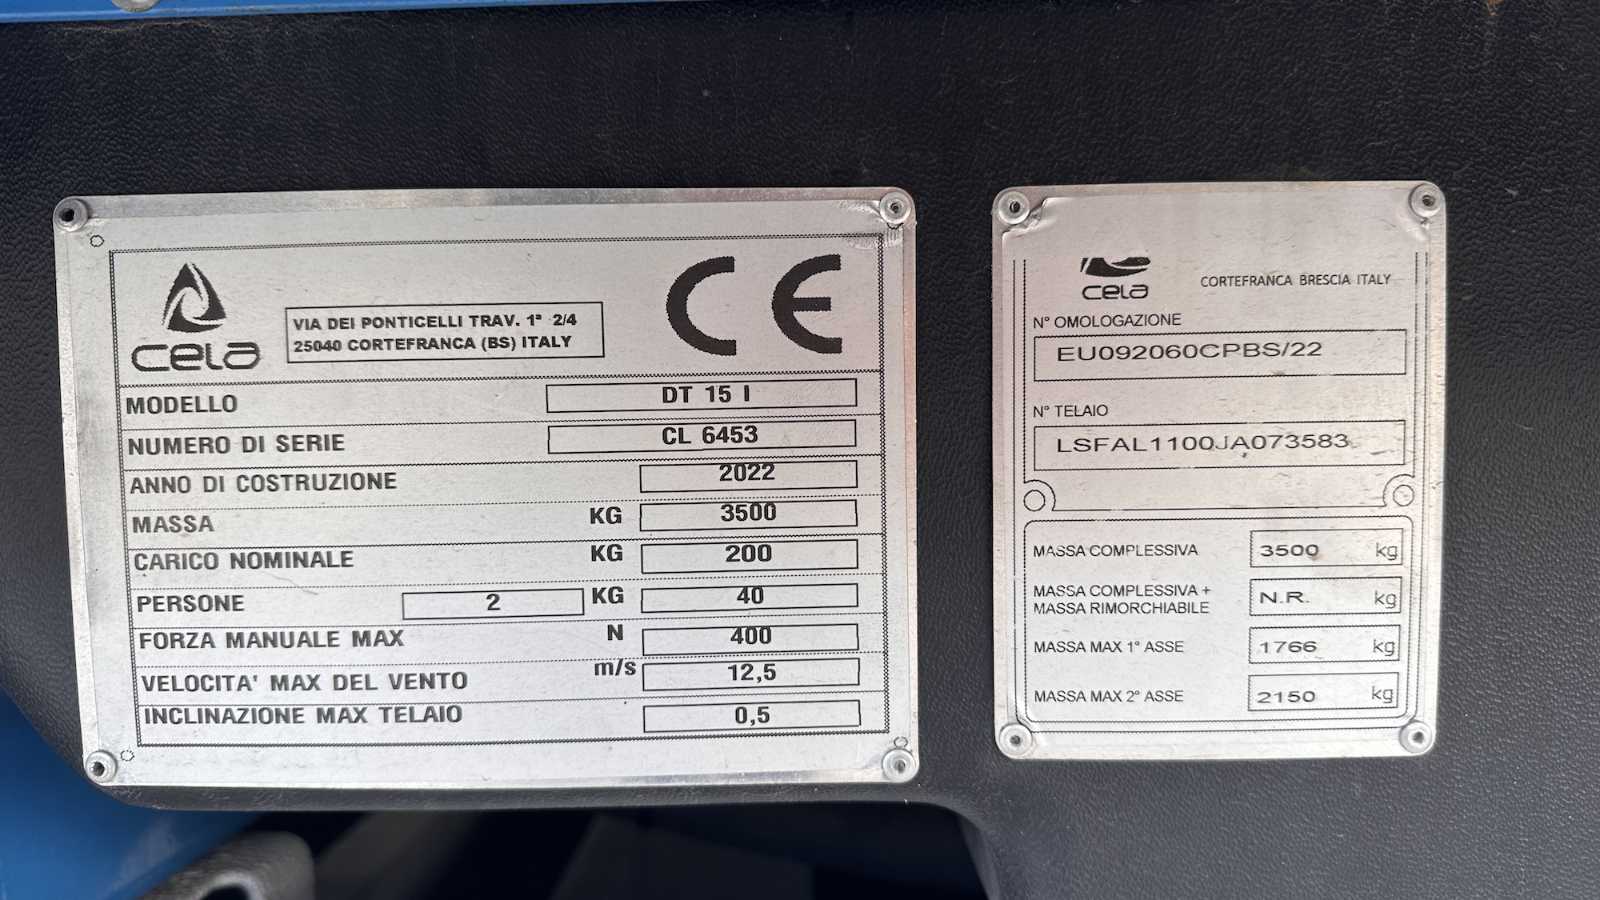 cela
VIA DEI PONTICELLI TRAV. 1ª 2/4
25040 CORTEFRANCA (BS) ITALY
CE
MODELLO DT 15 I
NUMERO DI SERIE CL 6453
ANNO DI COSTRUZIONE 2022
MASSA KG 3500
CARICO NOMINALE KG 200
PERSONE 2 KG 40
FORZA MANUALE MAX N 400
VELOCITA' MAX DEL VENTO m/s 12,5
INCLINAZIONE MAX TELAIO 0,5
cela CORTEFRANCA BRESCIA ITALY
N° OMOLOGAZIONE
EU092060CPBS/22
N° TELAIO
LSFAL1100JA073583
MASSA COMPLESSIVA 3500 kg
MASSA COMPLESSIVA +
MASSA RIMORCHIABILE N.R. kg
MASSA MAX 1° ASSE 1766 kg
MASSA MAX 2° ASSE 2150 kg